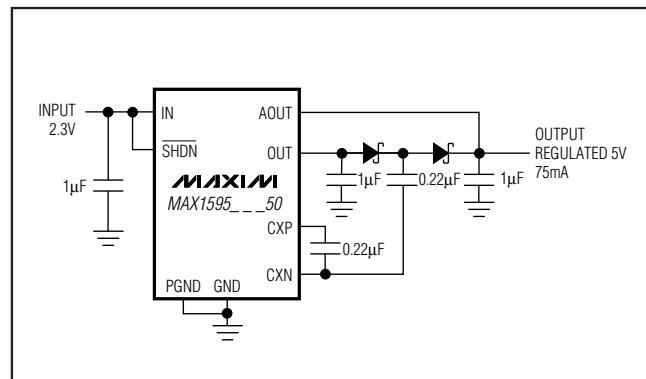 INPUT
2.3V
IN
AOUT
SHDN
OUT
OUTPUT
REGULATED 5V
75mA
1µF
1µF
0.22µF
1µF
MAXIM
MAX1595_ _ _50
CXP
0.22µF
CXN
PGND GND